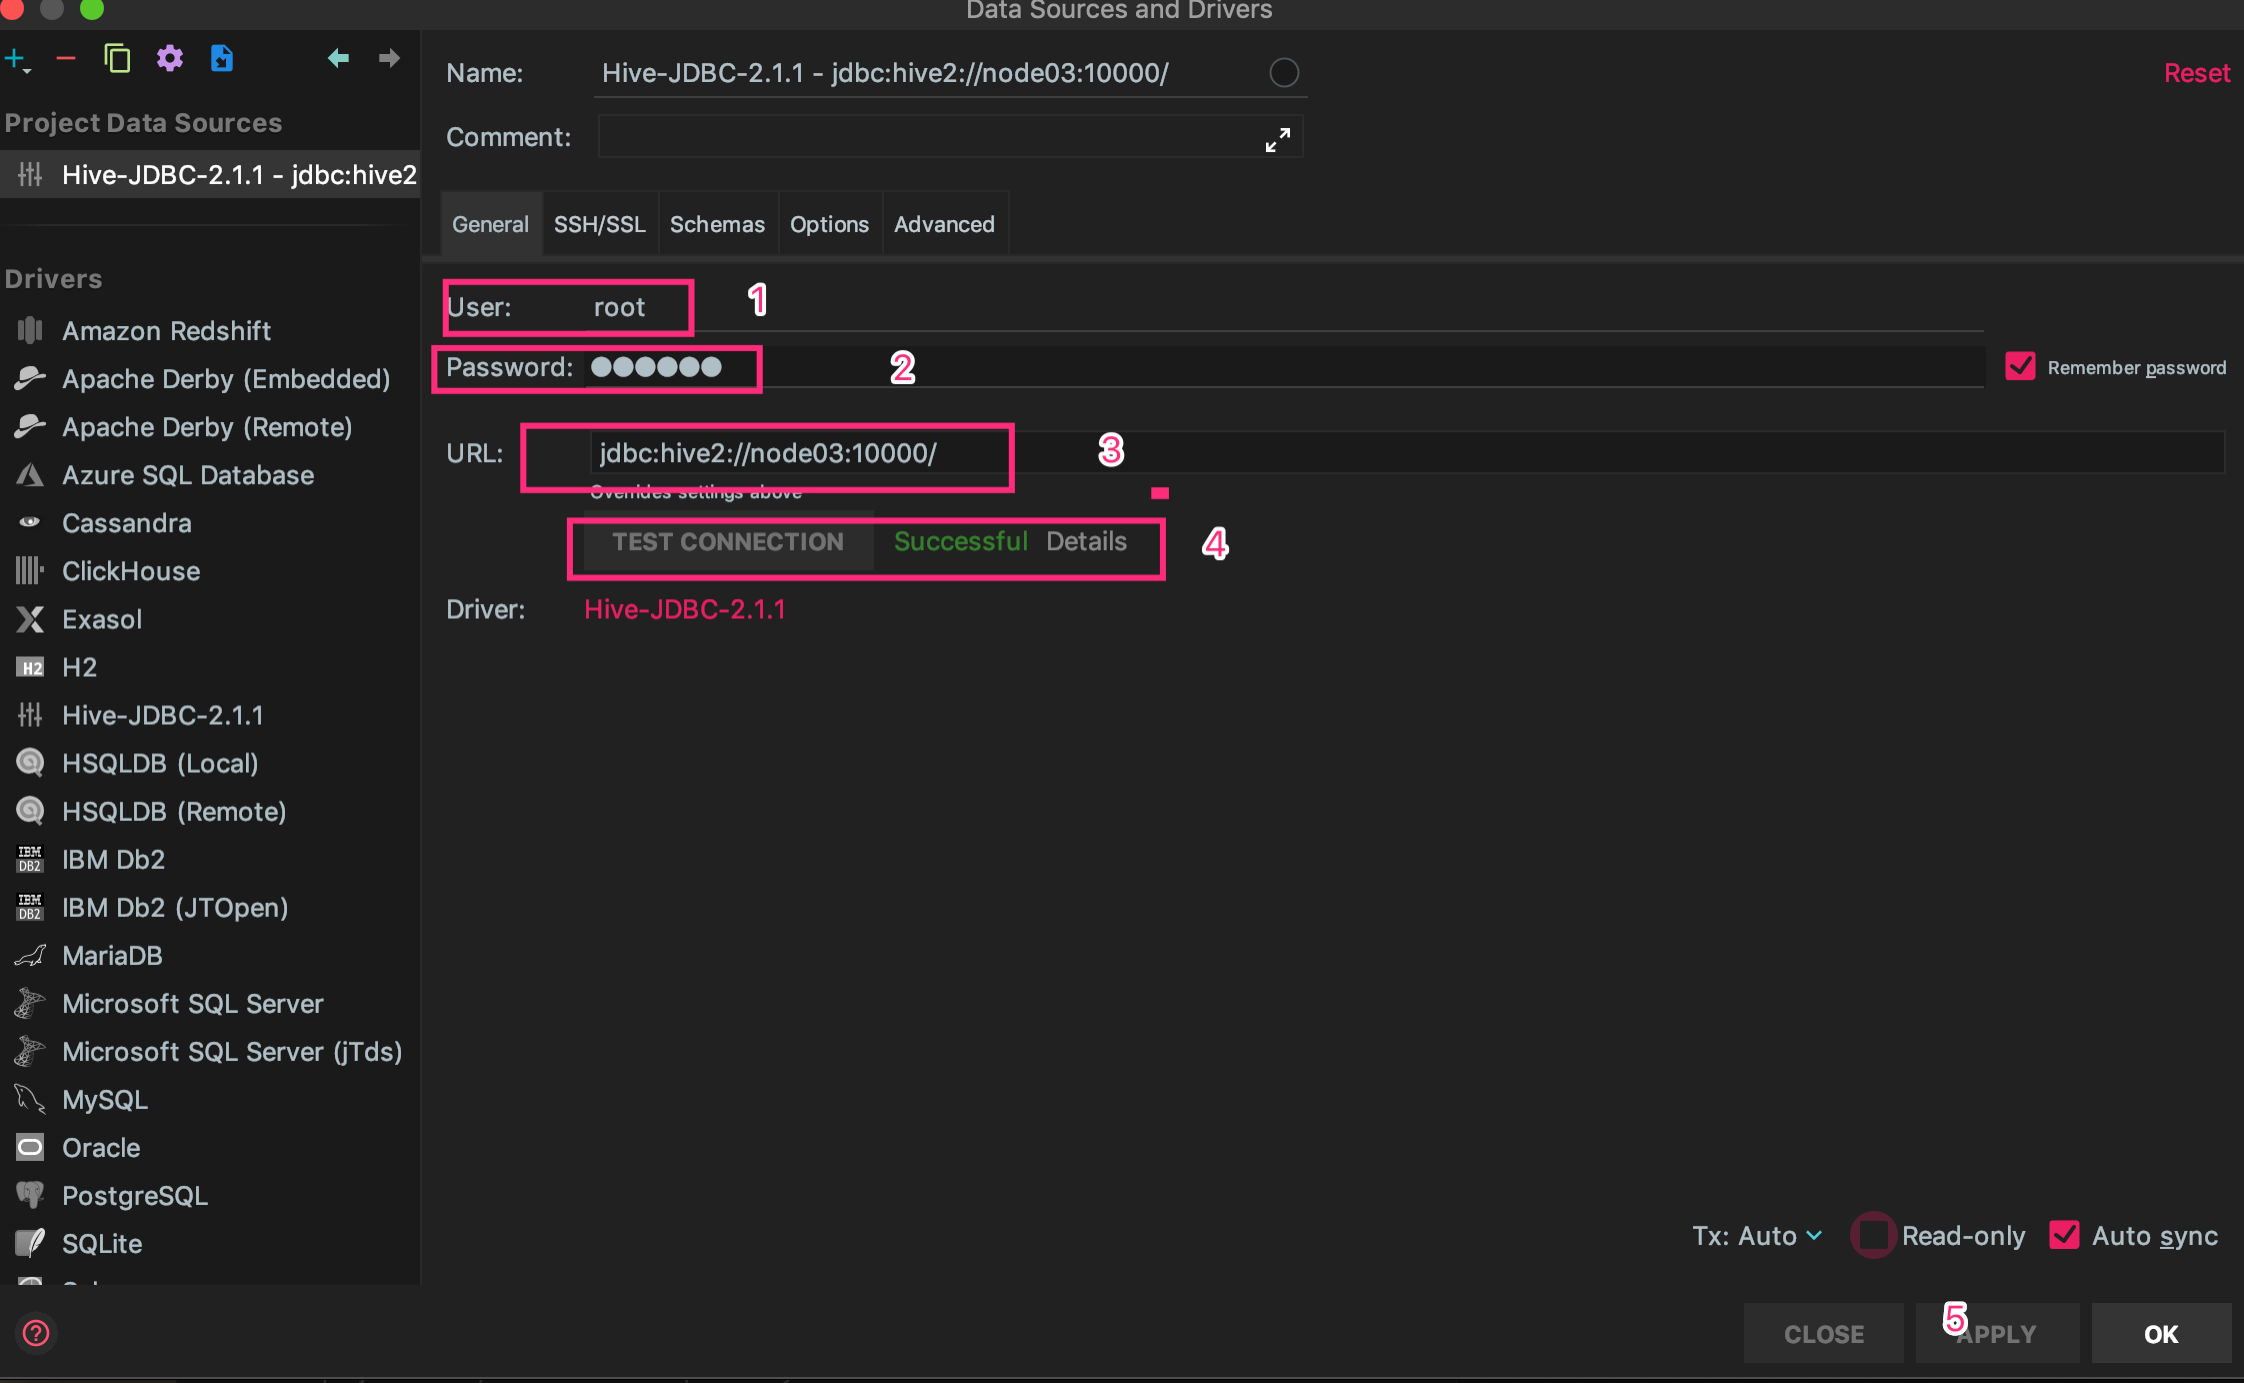 Data Sources and Drivers
Project Data Sources
Hive-JDBC-2.1.1 - jdbc:hive2
Drivers
Amazon Redshift
Apache Derby (Embedded)
Apache Derby (Remote)
Azure SQL Database
Cassandra
ClickHouse
Exasol
H2 H2
Hive-JDBC-2.1.1
HSQLDB (Local)
HSQLDB (Remote)
IBM DB2 IBM Db2
IBM DB2 IBM Db2 (JTOpen)
MariaDB
Microsoft SQL Server
Microsoft SQL Server (jTds)
MySQL
Oracle
PostgreSQL
SQLite
Name: Hive-JDBC-2.1.1 - jdbc:hive2://node03:10000/
Reset
Comment:
General SSH/SSL Schemas Options Advanced
User: root 1
Password: 2 Remember password
URL: jdbc:hive2://node03:10000/ 3
Overrides settings above
TEST CONNECTION Successful Details 4
Driver: Hive-JDBC-2.1.1
Tx: Auto Read-only Auto sync
? CLOSE 5 APPLY OK